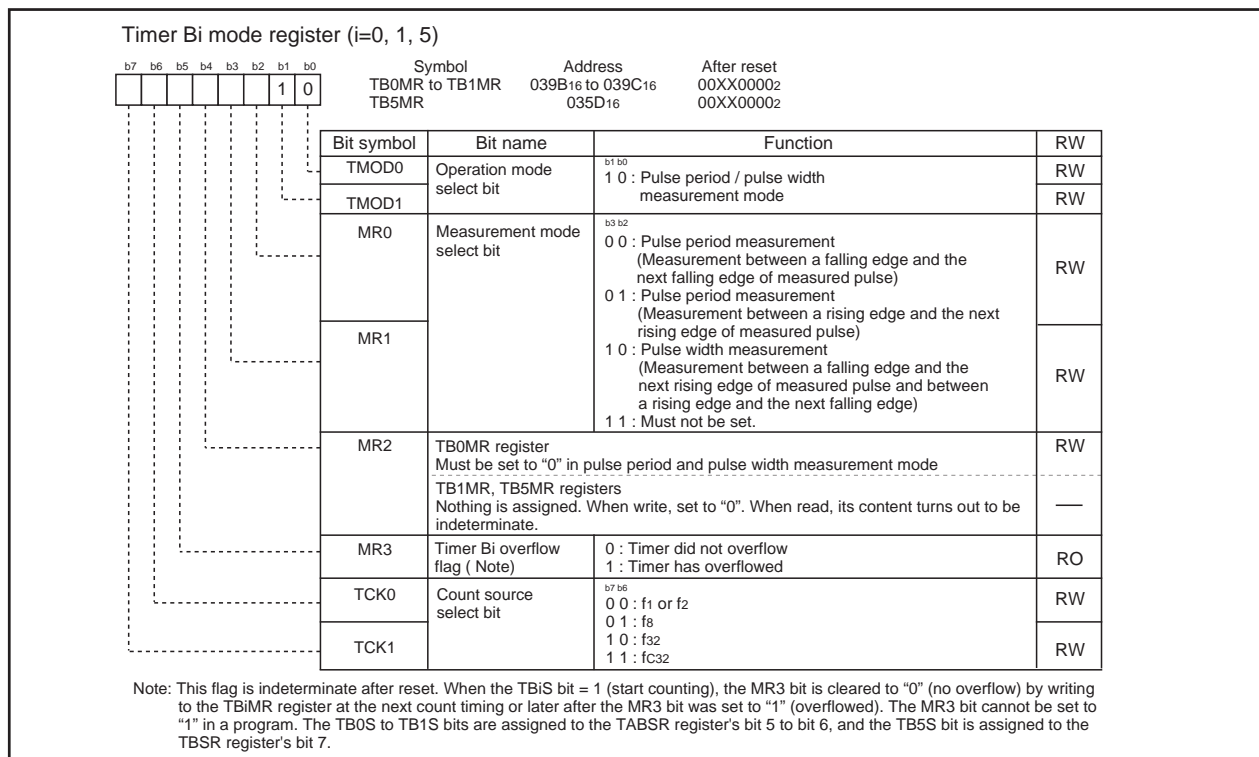 Timer Bi mode register (i=0, 1, 5)
b7 b6 b5 b4 b3 b2 b1 b0
1 0
Symbol Address After reset
TB0MR to TB1MR 039B16 to 039C16 00XX00002
TB5MR 035D16 00XX00002
Bit symbol Bit name Function RW
TMOD0 Operation mode select bit RW
TMOD1 RW
b1 b0
1 0 : Pulse period / pulse width
measurement mode
MR0 Measurement mode select bit RW
b3 b2
0 0 : Pulse period measurement
(Measurement between a falling edge and the
next falling edge of measured pulse)
0 1 : Pulse period measurement
(Measurement between a rising edge and the next
rising edge of measured pulse)
MR1 RW
1 0 : Pulse width measurement
(Measurement between a falling edge and the
next rising edge of measured pulse and between
a rising edge and the next falling edge)
1 1 : Must not be set.
MR2 TB0MR register RW
Must be set to “0” in pulse period and pulse width measurement mode
TB1MR, TB5MR registers
Nothing is assigned. When write, set to “0”. When read, its content turns out to be
indeterminate.
—
MR3 Timer Bi overflow flag ( Note) RO
0 : Timer did not overflow
1 : Timer has overflowed
TCK0 Count source select bit RW
b7 b6
0 0 : f1 or f2
0 1 : f8
1 0 : f32
1 1 : fC32
TCK1 RW
Note: This flag is indeterminate after reset. When the TBiS bit = 1 (start counting), the MR3 bit is cleared to “0” (no overflow) by writing
to the TBiMR register at the next count timing or later after the MR3 bit was set to “1” (overflowed). The MR3 bit cannot be set to
“1” in a program. The TB0S to TB1S bits are assigned to the TABSR register's bit 5 to bit 6, and the TB5S bit is assigned to the
TBSR register's bit 7.